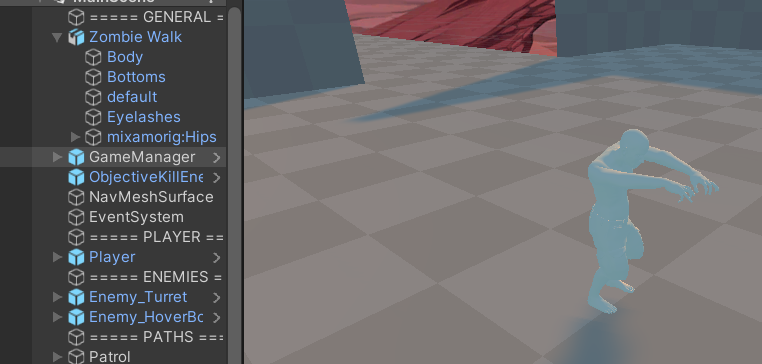 MainScene
===== GENERAL =
Zombie Walk
Body
Bottoms
default
Eyelashes
mixamorig:Hips
GameManager
ObjectiveKillEne
NavMeshSurface
EventSystem
===== PLAYER ==
Player
===== ENEMIES =
Enemy_Turret
Enemy_HoverBo
===== PATHS ===
Patrol